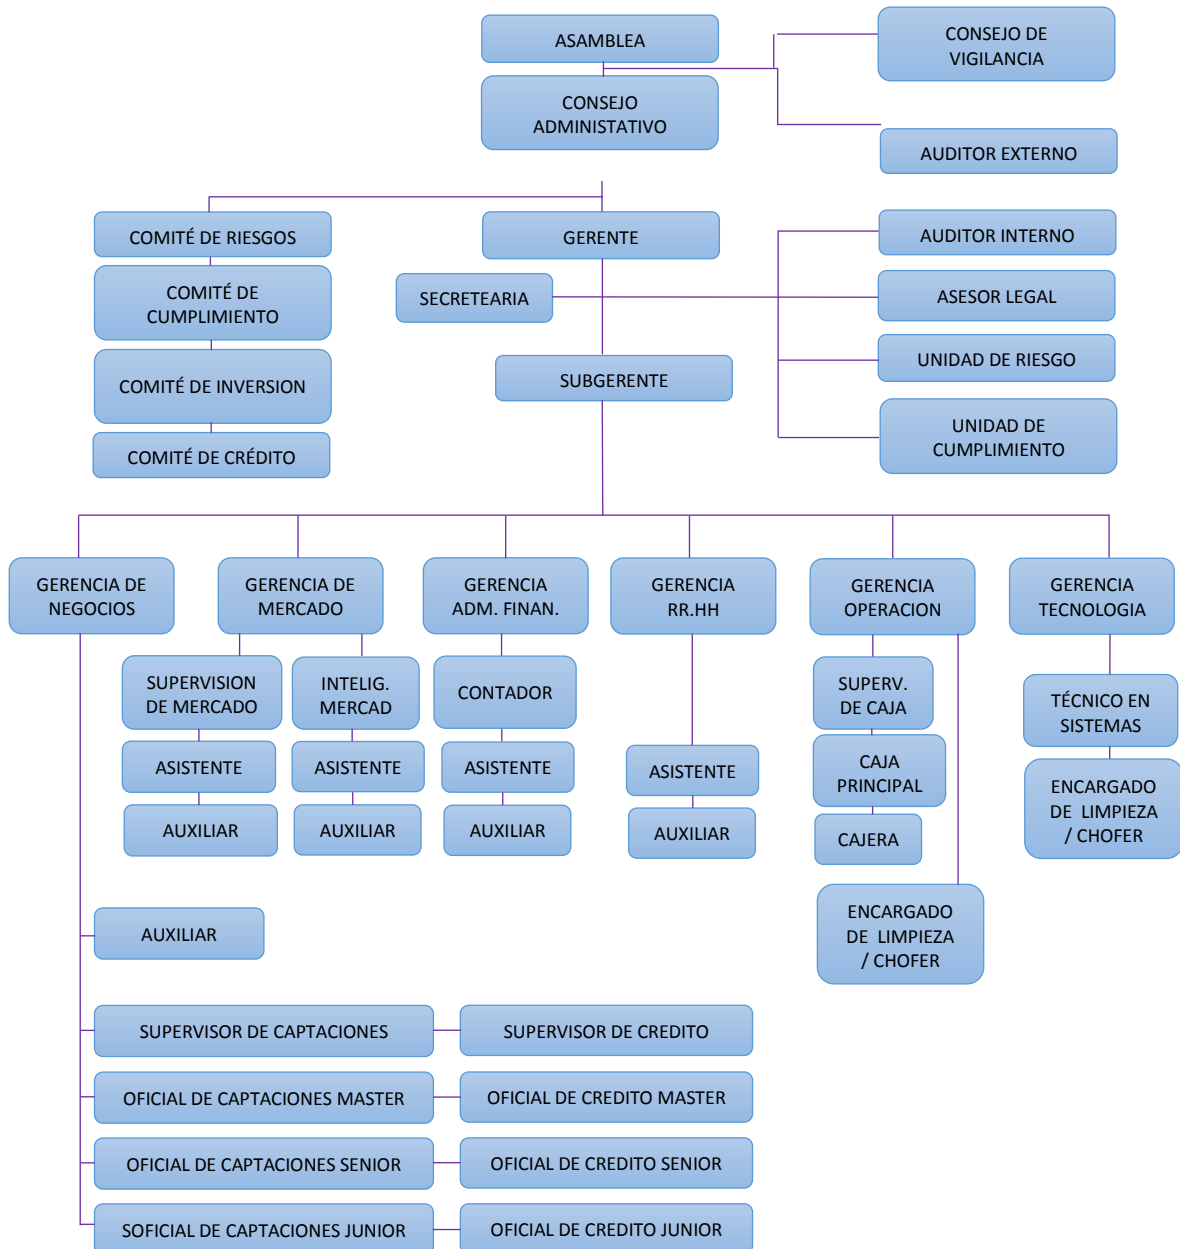 ASAMBLEA
CONSEJO DE
VIGILANCIA
CONSEJO
ADMINISTATIVO
AUDITOR EXTERNO
COMITÉ DE RIESGOS
GERENTE
AUDITOR INTERNO
COMITÉ DE
CUMPLIMIENTO
SECRETEARIA
ASESOR LEGAL
COMITÉ DE INVERSION
SUBGERENTE
UNIDAD DE RIESGO
COMITÉ DE CRÉDITO
UNIDAD DE
CUMPLIMIENTO
GERENCIA DE
NEGOCIOS
GERENCIA DE
MERCADO
GERENCIA
ADM. FINAN.
GERENCIA
RR.HH
GERENCIA
OPERACION
GERENCIA
TECNOLOGIA
SUPERVISION
DE MERCADO
INTELIG.
MERCAD
CONTADOR
SUPERV.
DE CAJA
TÉCNICO EN
SISTEMAS
ASISTENTE
ASISTENTE
ASISTENTE
ASISTENTE
CAJA
PRINCIPAL
ENCARGADO
DE LIMPIEZA
/ CHOFER
AUXILIAR
AUXILIAR
AUXILIAR
AUXILIAR
CAJERA
ENCARGADO
DE LIMPIEZA
/ CHOFER
AUXILIAR
SUPERVISOR DE CAPTACIONES
SUPERVISOR DE CREDITO
OFICIAL DE CAPTACIONES MASTER
OFICIAL DE CREDITO MASTER
OFICIAL DE CAPTACIONES SENIOR
OFICIAL DE CREDITO SENIOR
SOFICIAL DE CAPTACIONES JUNIOR
OFICIAL DE CREDITO JUNIOR